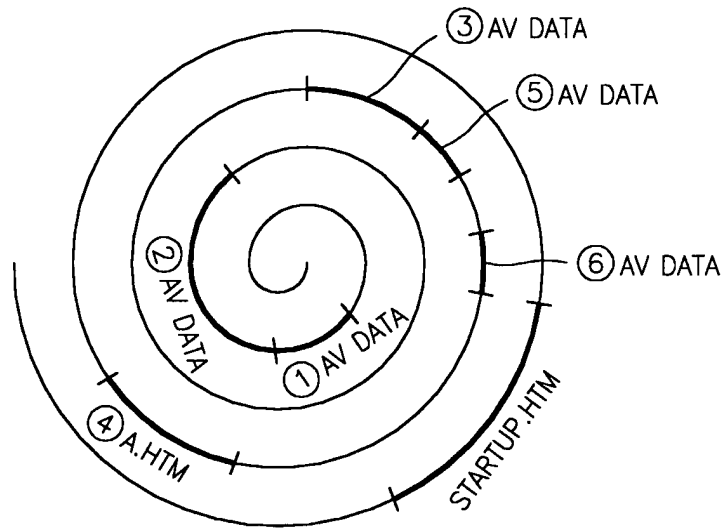 ③ AV DATA
⑤ AV DATA
② AV DATA
⑥ AV DATA
① AV DATA
④ A.HTM
STARTUP.HTM